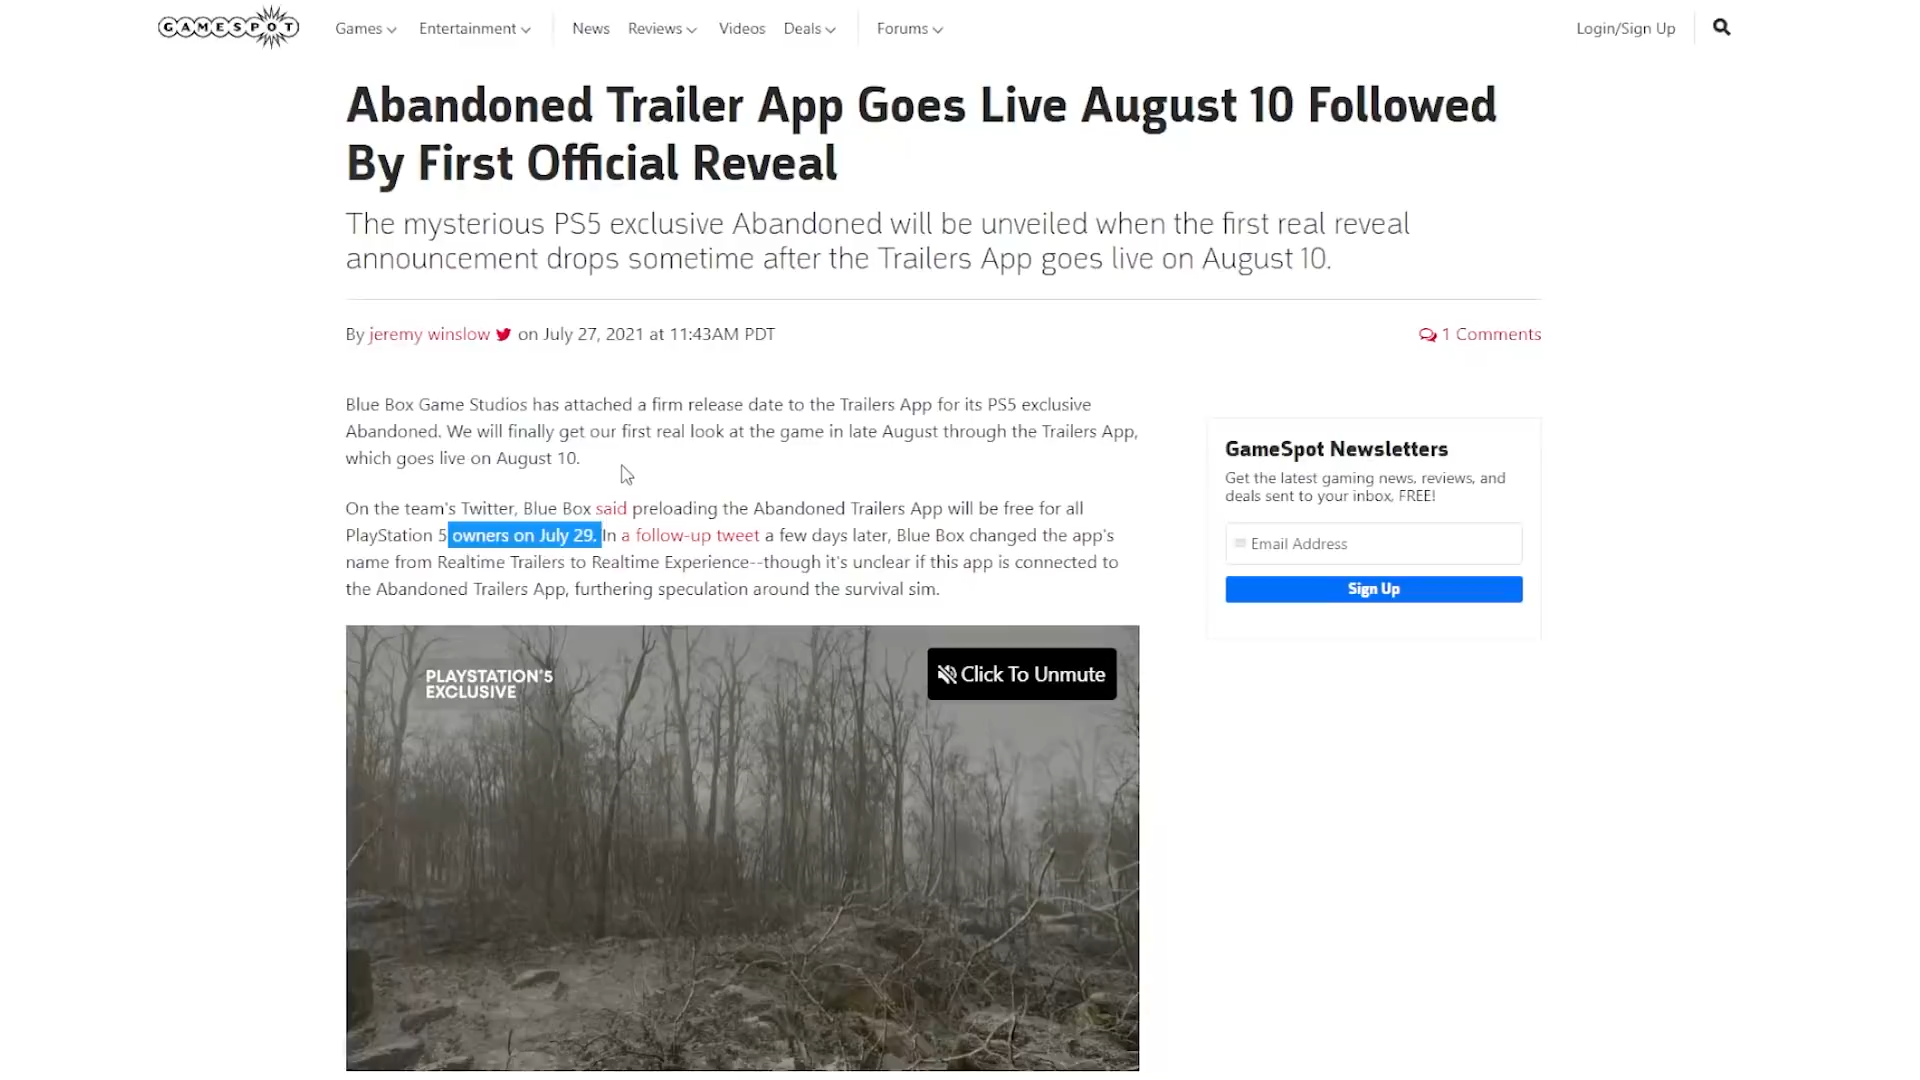 GAMESPOT Games Entertainment News Reviews Videos Deals Forums Login/Sign Up
Abandoned Trailer App Goes Live August 10 Followed
By First Official Reveal
The mysterious PS5 exclusive Abandoned will be unveiled when the first real reveal
announcement drops sometime after the Trailers App goes live on August 10.
By jeremy winslow on July 27, 2021 at 11:43AM PDT
1 Comments
Blue Box Game Studios has attached a firm release date to the Trailers App for its PS5 exclusive
Abandoned. We will finally get our first real look at the game in late August through the Trailers App,
which goes live on August 10.
On the team's Twitter, Blue Box said preloading the Abandoned Trailers App will be free for all
PlayStation 5 owners on July 29. In a follow-up tweet a few days later, Blue Box changed the app's
name from Realtime Trailers to Realtime Experience--though it's unclear if this app is connected to
the Abandoned Trailers App, furthering speculation around the survival sim.
GameSpot Newsletters
Get the latest gaming news, reviews, and
deals sent to your inbox, FREE!
Email Address
Sign Up
PLAYSTATION®5
EXCLUSIVE
Click To Unmute